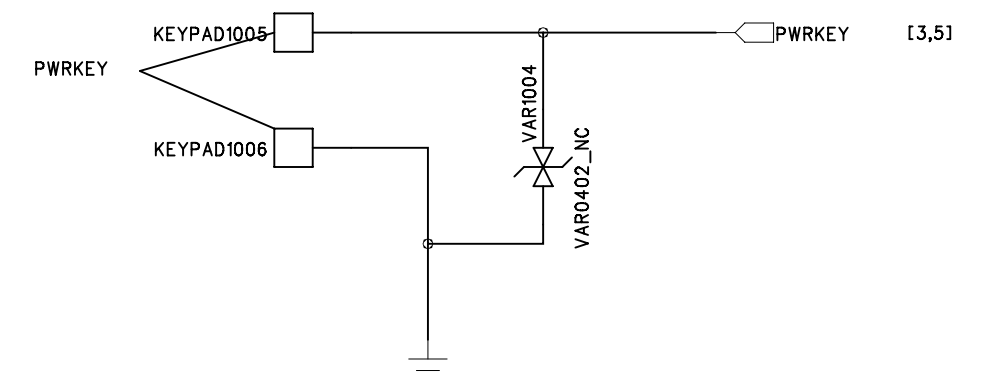 KEYPAD1005
PWRKEY [3,5]
PWRKEY
VAR1004
KEYPAD1006
VAR0402_NC